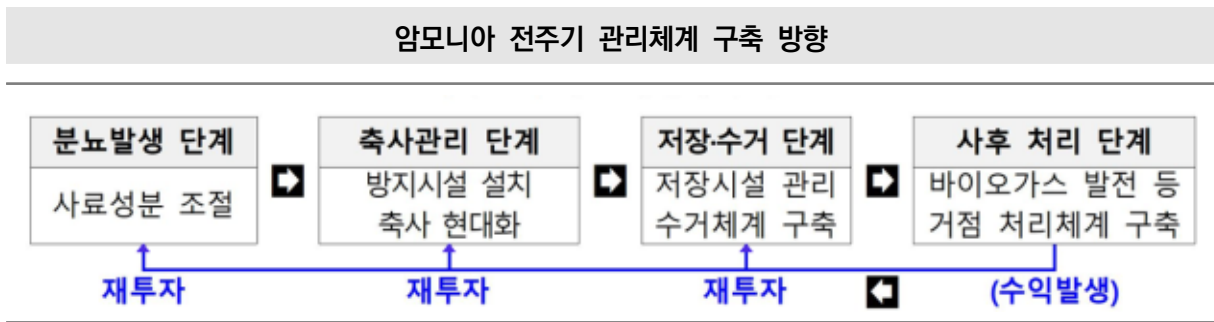 암모니아 전주기 관리체계 구축 방향
분뇨발생 단계
사료성분 조절
축사관리 단계
방지시설 설치
축사 현대화
저장·수거 단계
저장시설 관리
수거체계 구축
사후 처리 단계
바이오가스 발전 등
거점 처리체계 구축
재투자
재투자
재투자
(수익발생)